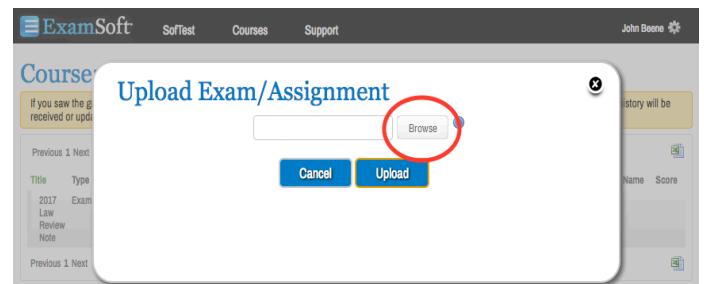 ExamSoft SofTest Courses Support John Beene
Course
Upload Exam/Assignment
If you saw the g istory will be
received or upda
Browse
Previous 1 Next
Cancel Upload
Title Type Name Score
2017 Exam
Law
Review
Note
Previous 1 Next